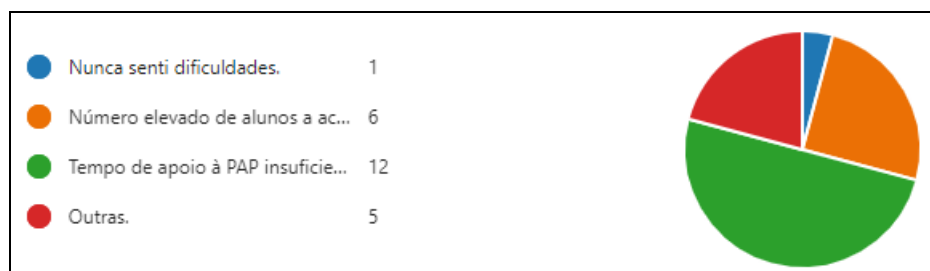 Nunca senti dificuldades. 1
Número elevado de alunos a ac... 6
Tempo de apoio à PAP insuficie... 12
Outras. 5